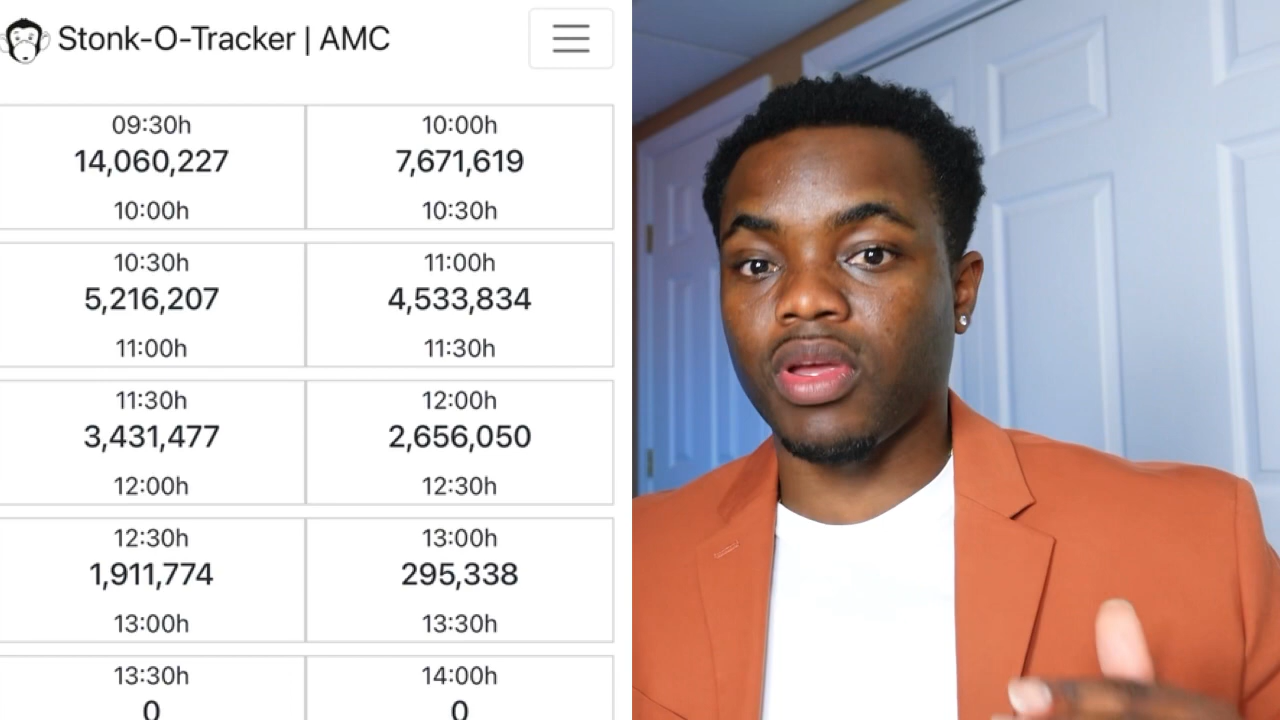 Stonk-O-Tracker | AMC
09:30h
14,060,227
10:00h
10:00h
7,671,619
10:30h
10:30h
5,216,207
11:00h
11:00h
4,533,834
11:30h
11:30h
3,431,477
12:00h
12:00h
2,656,050
12:30h
12:30h
1,911,774
13:00h
13:00h
295,338
13:30h
13:30h
0
14:00h
0